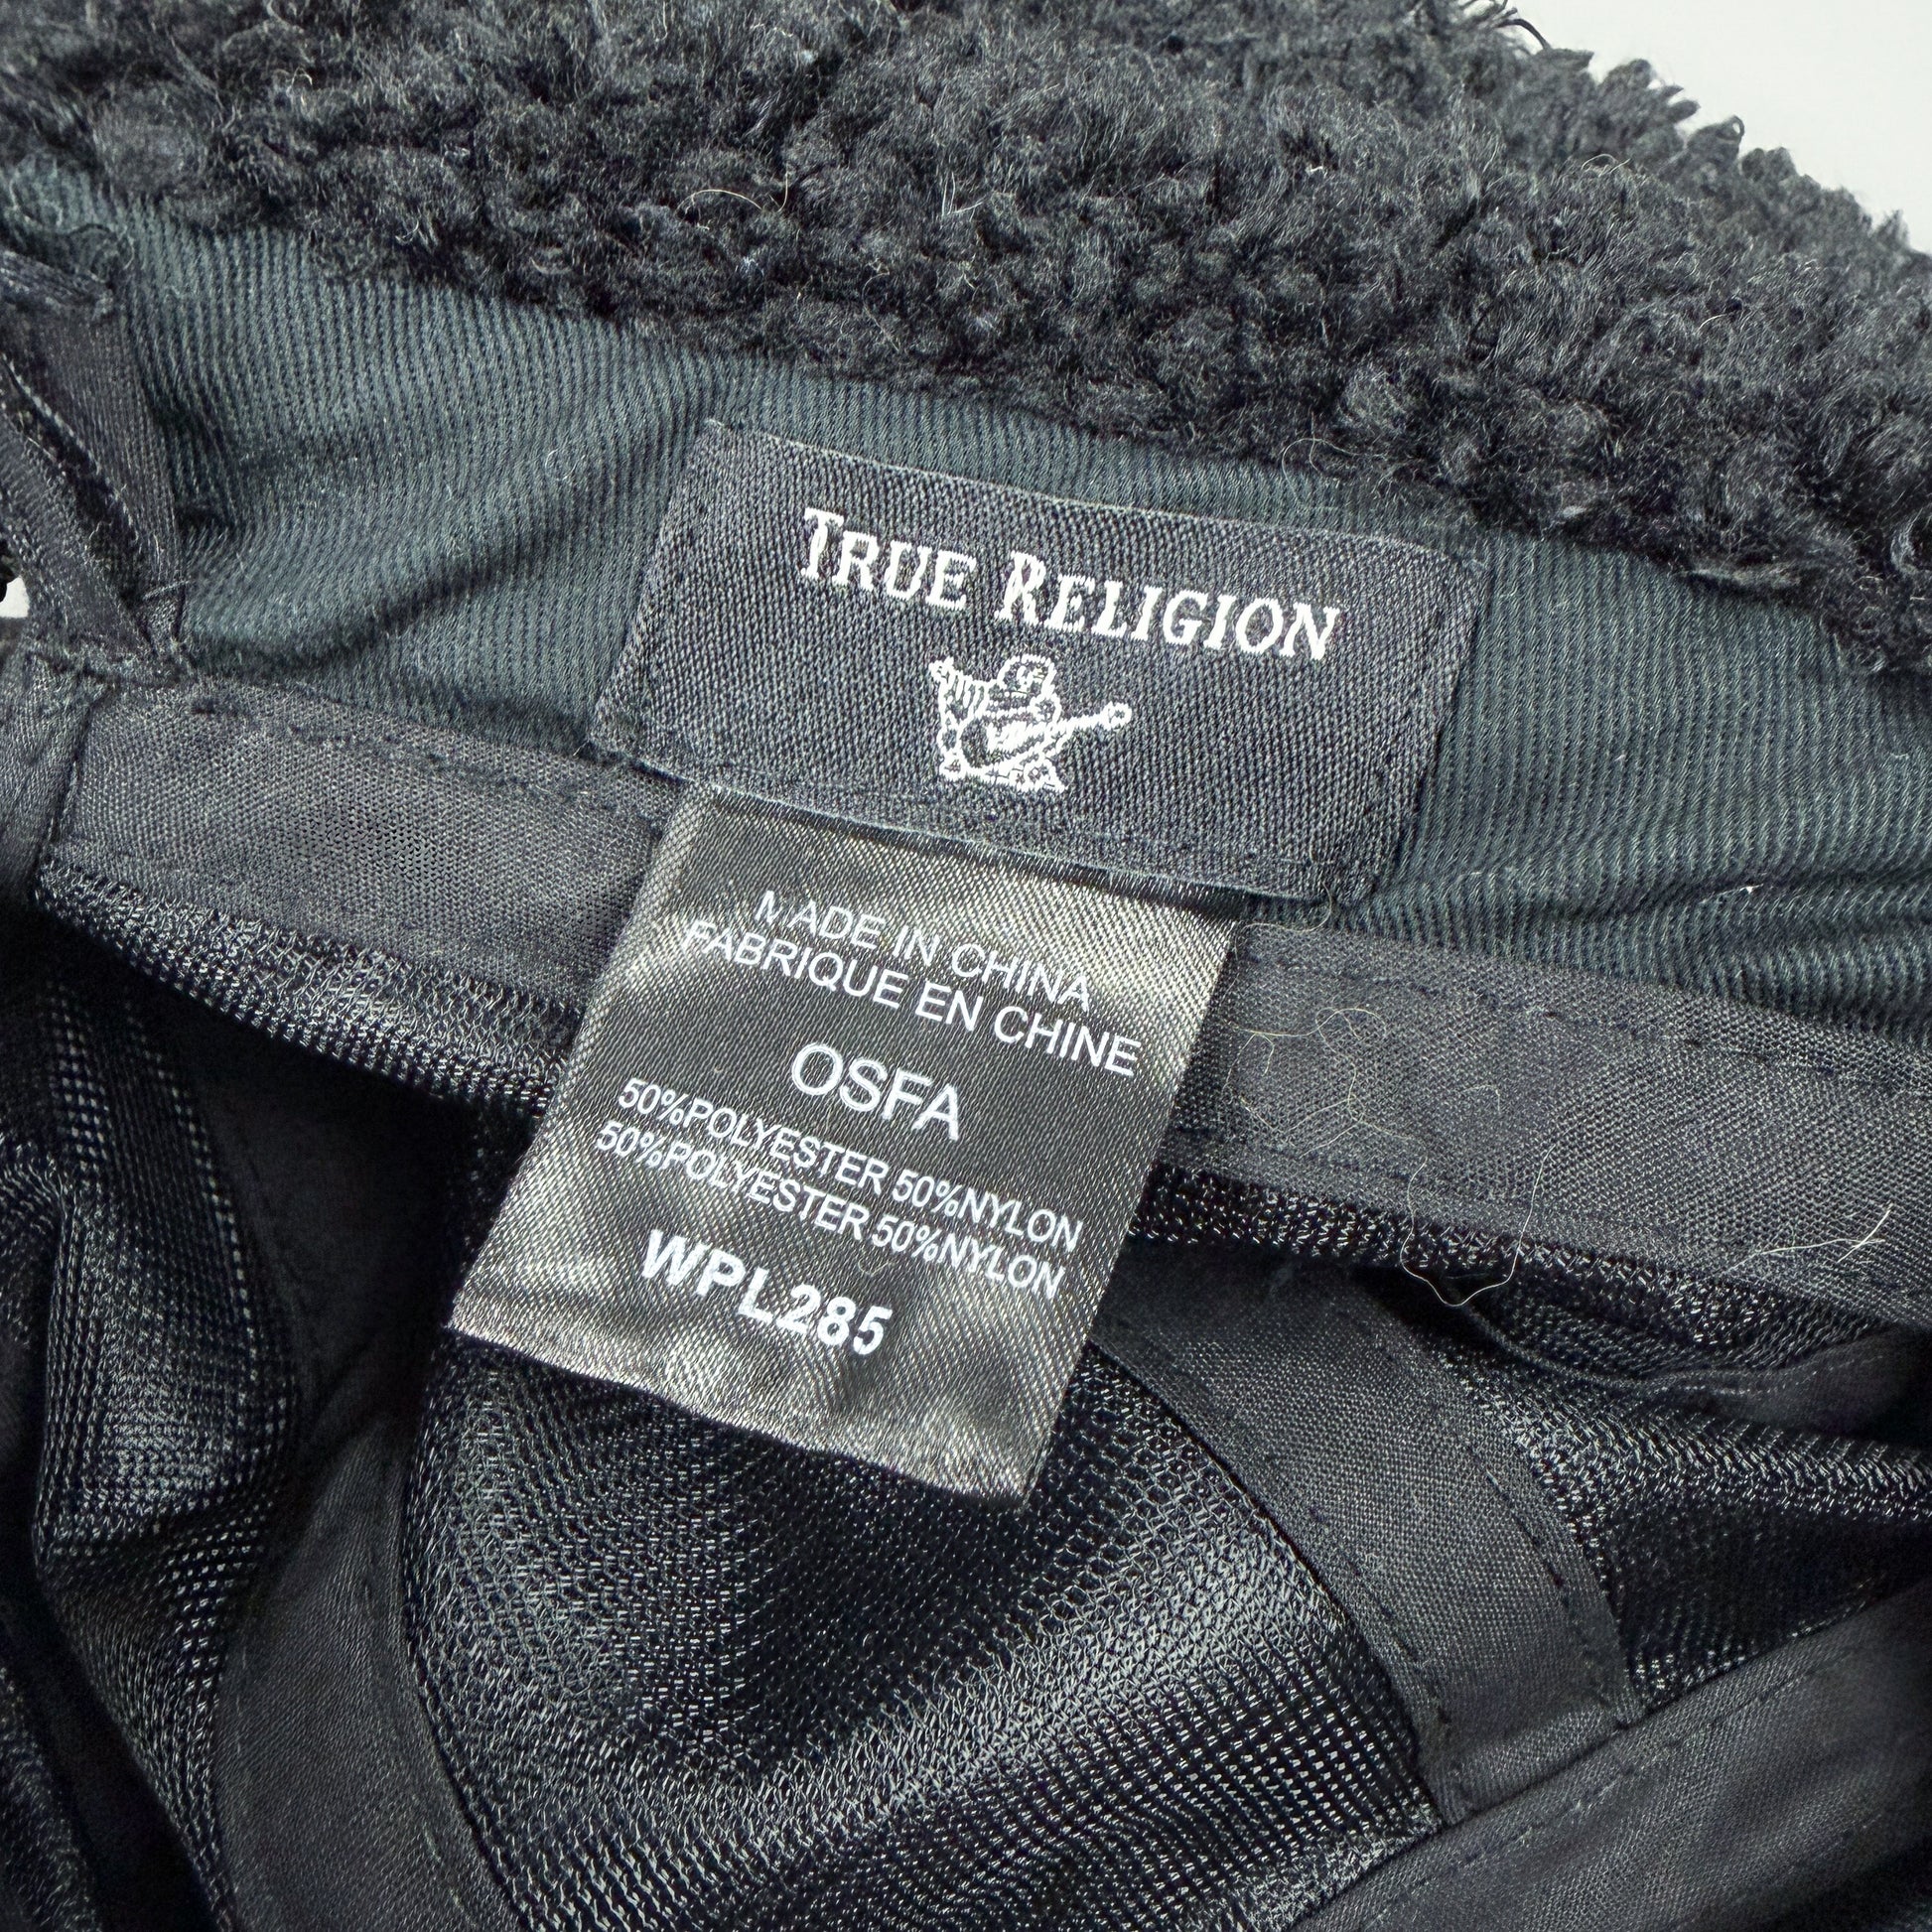 TRUE RELIGION
MADE IN CHINA
FABRIQUE EN CHINE
OSFA
50%POLYESTER 50%NYLON
50%POLYESTER 50%NYLON
WPL285